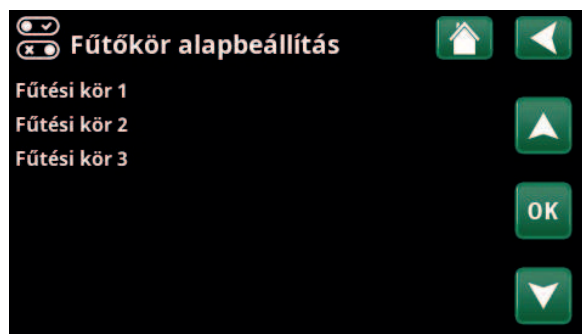 Fűtőkör alapbeállítás
Fűtési kör 1
Fűtési kör 2
Fűtési kör 3
OK